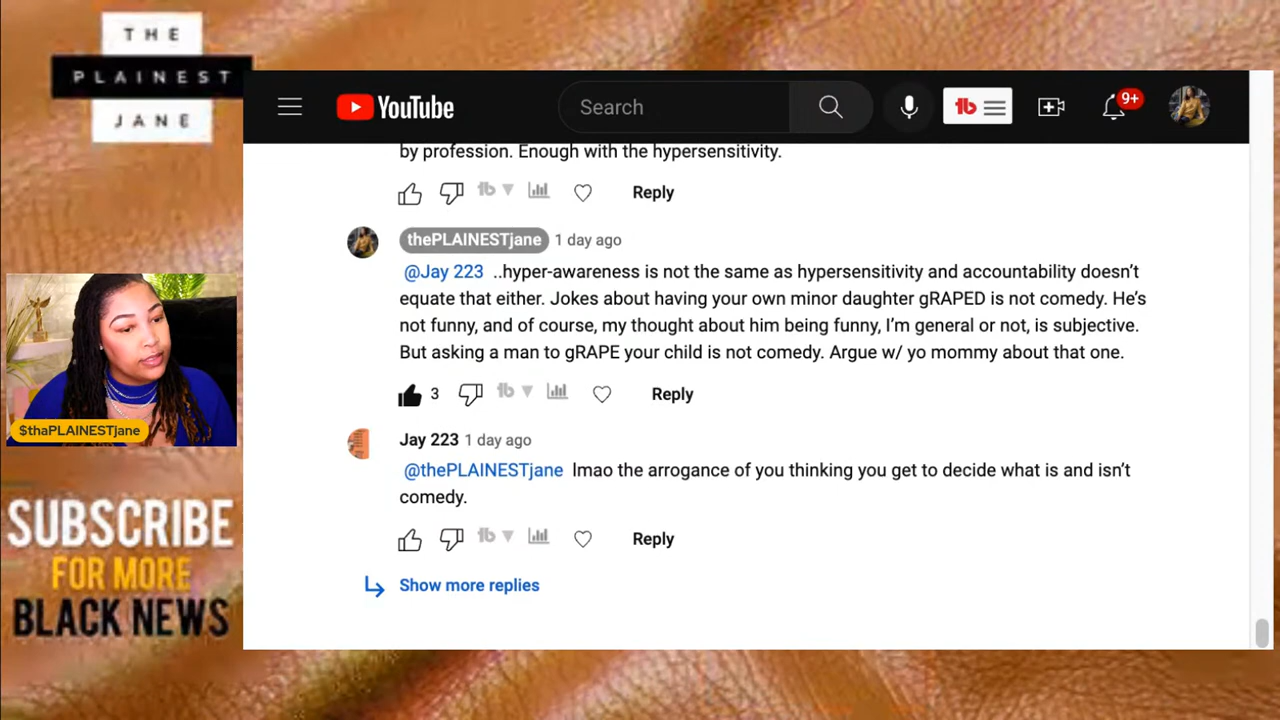 THE
PLAINEST
JANE
YouTube
Search
9+
by profession. Enough with the hypersensitivity.
Reply
thePLAINESTjane 1 day ago
@Jay 223 ..hyper-awareness is not the same as hypersensitivity and accountability doesn’t
equate that either. Jokes about having your own minor daughter gRAPED is not comedy. He’s
not funny, and of course, my thought about him being funny, I’m general or not, is subjective.
But asking a man to gRAPE your child is not comedy. Argue w/ yo mommy about that one.
3
Reply
Jay 223 1 day ago
@thePLAINESTjane lmao the arrogance of you thinking you get to decide what is and isn’t
comedy.
Reply
Show more replies
$thaPLAINESTjane
SUBSCRIBE
FOR MORE
BLACK NEWS